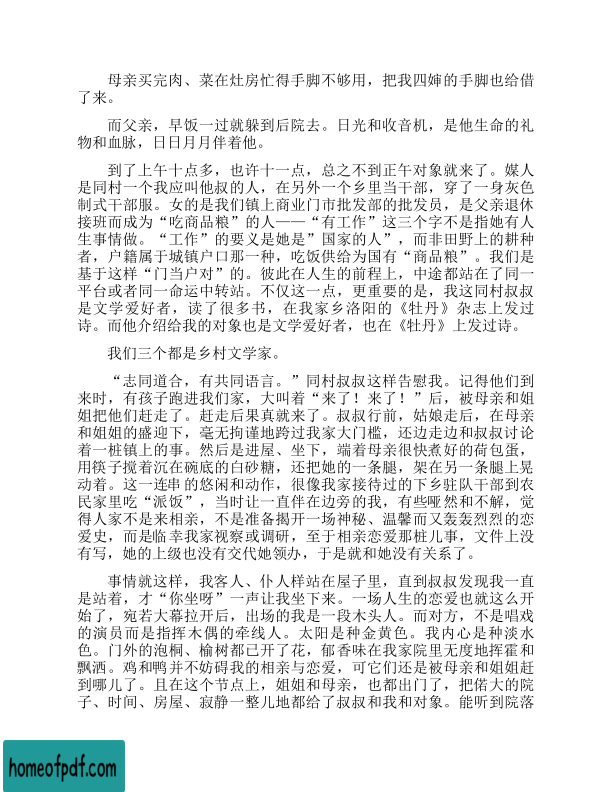 母亲买完肉、菜在灶房忙得手脚不够用，把我四婶的手脚也给借
了来。
而父亲，早饭一过就躲到后院去。日光和收音机，是他生命的礼
物和血脉，日日月月伴着他。
到了上午十点多，也许十一点，总之不到正午对象就来了。媒人
是同村一个我应叫他叔的人，在另外一个乡里当干部，穿了一身灰色
制式干部服。女的是我们镇上商业门市批发部的批发员，是父亲退休
接班而成为“吃商品粮”的人——“有工作”这三个字不是指她有人
生事情做。“工作”的要义是她是”国家的人”，而非田野上的耕种
者，户籍属于城镇户口那一种，吃饭供给为国有“商品粮”。我们是
基于这样“门当户对”的。彼此在人生的前程上，中途都站在了同一
平台或者同一命运中转站。不仅这一点，更重要的是，我这同村叔叔
是文学爱好者，读了很多书，在我家乡洛阳的《牡丹》杂志上发过
诗。而他介绍给我的对象也是文学爱好者，也在《牡丹》上发过诗。
我们三个都是乡村文学家。
“志同道合，有共同语言。”同村叔叔这样告慰我。记得他们到
来时，有孩子跑进我们家，大叫着“来了！来了！”后，被母亲和姐
姐把他们赶走了。赶走后果真就来了。叔叔行前，姑娘走后，在母亲
和姐姐的盛迎下，毫无拘谨地跨过我家大门槛，还边走边和叔叔讨论
着一桩镇上的事。然后是进屋、坐下，端着母亲很快煮好的荷包蛋，
用筷子搅着沉在碗底的白砂糖，还把她的一条腿，架在另一条腿上晃
动着。这一连串的悠闲和动作，很像我家接待过的下乡驻队干部到农
民家里吃“派饭”，当时让一直伴在边旁的我，有些哑然和不解，觉
得人家不是来相亲，不是准备揭开一场神秘、温馨而又轰轰烈烈的恋
爱史，而是临幸我家视察或调研，至于相亲恋爱那桩儿事，文件上没
有写，她的上级也没有交代她领办，于是就和她没有关系了。
事情就这样，我客人、仆人样站在屋子里，直到叔叔发现我一直
是站着，才“你坐呀”一声让我坐下来。一场人生的恋爱也就这么开
始了，宛若大幕拉开后，出场的我是一段木头人。而对方，不是唱戏
的演员而是指挥木偶的牵线人。太阳是种金黄色。我内心是种淡水
色。门外的泡桐、榆树都已开了花，郁香味在我家院里无度地挥霍和
飘洒。鸡和鸭并不妨碍我的相亲与恋爱，可它们还是被母亲和姐姐赶
到哪儿了。且在这个节点上，姐姐和母亲，也都出门了，把偌大的院
子、时间、房屋、寂静一整儿地都给了叔叔和我和对象。能听到院落
homeofpdf.com